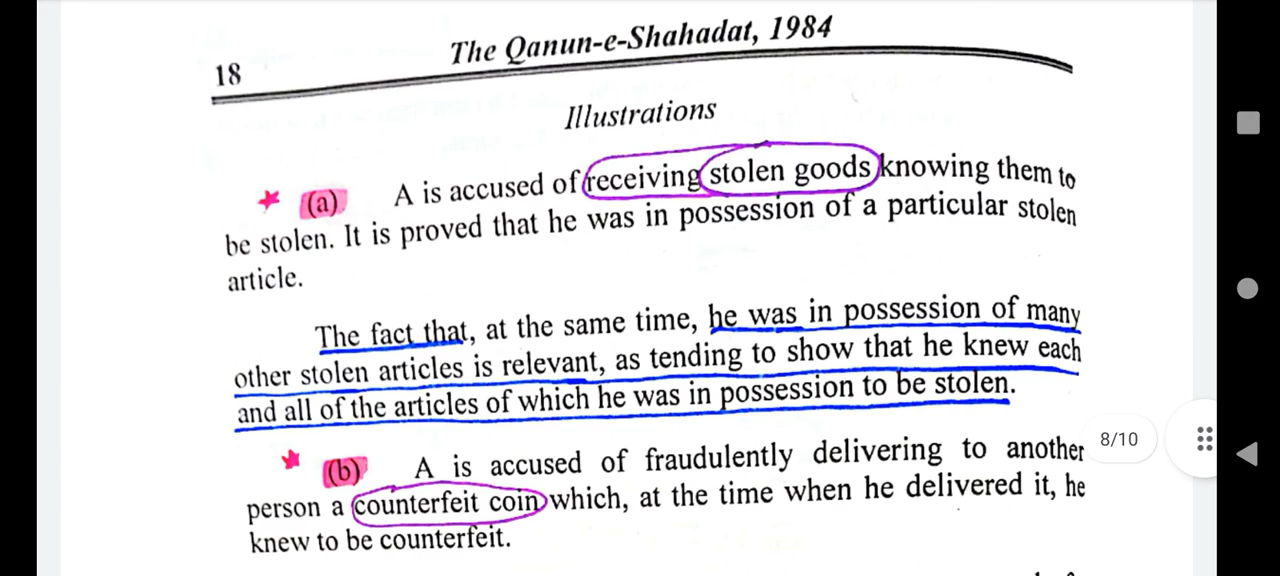 The Qanun-e-Shahadat, 1984
18
Illustrations
(a) A is accused of receiving stolen goods knowing them to
be stolen. It is proved that he was in possession of a particular stolen
article.
The fact that, at the same time, he was in possession of many
other stolen articles is relevant, as tending to show that he knew each
and all of the articles of which he was in possession to be stolen.
8/10
(b) A is accused of fraudulently delivering to another
person a counterfeit coin which, at the time when he delivered it, he
knew to be counterfeit.